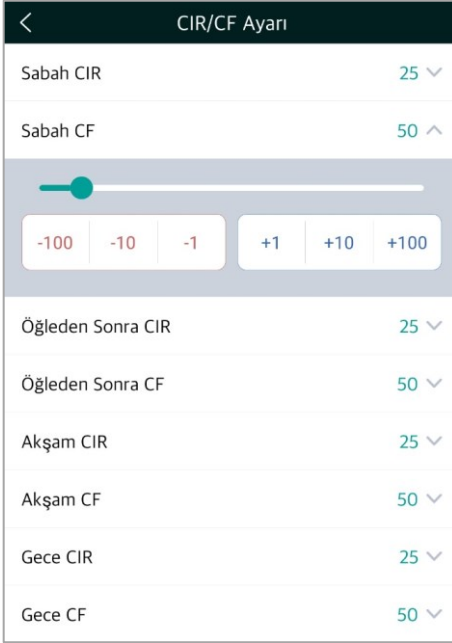 CIR/CF Ayarı
Sabah CIR 25
Sabah CF 50
-100 -10 -1 +1 +10 +100
Öğleden Sonra CIR 25
Öğleden Sonra CF 50
Akşam CIR 25
Akşam CF 50
Gece CIR 25
Gece CF 50